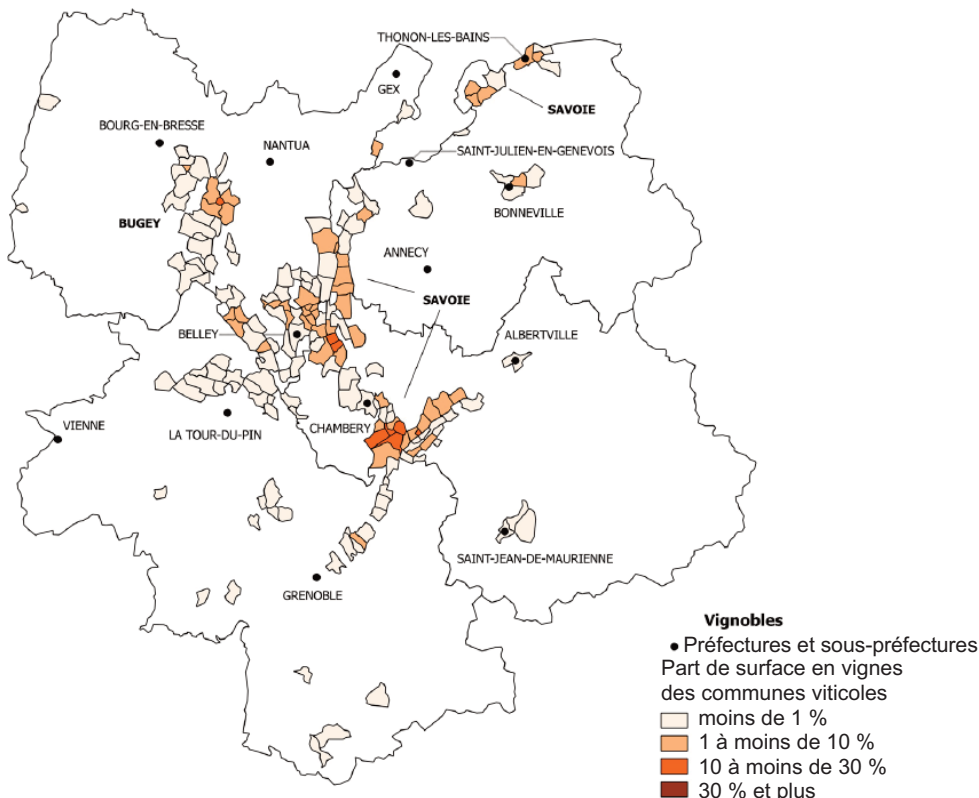 THONON-LES-BAINS
GEX
SAVOIE
BOURG-EN-BRESSE
NANTUA
SAINT-JULIEN-EN-GENEVOIS
BONNEVILLE
BUGEY
ANNECY
SAVOIE
BELLEY
ALBERTVILLE
VIENNE
LA TOUR-DU-PIN
CHAMBERY
SAINT-JEAN-DE-MAURIENNE
GRENOBLE
Vignobles
Préfectures et sous-préfectures
Part de surface en vignes
des communes viticoles
moins de 1 %
1 à moins de 10 %
10 à moins de 30 %
30 % et plus